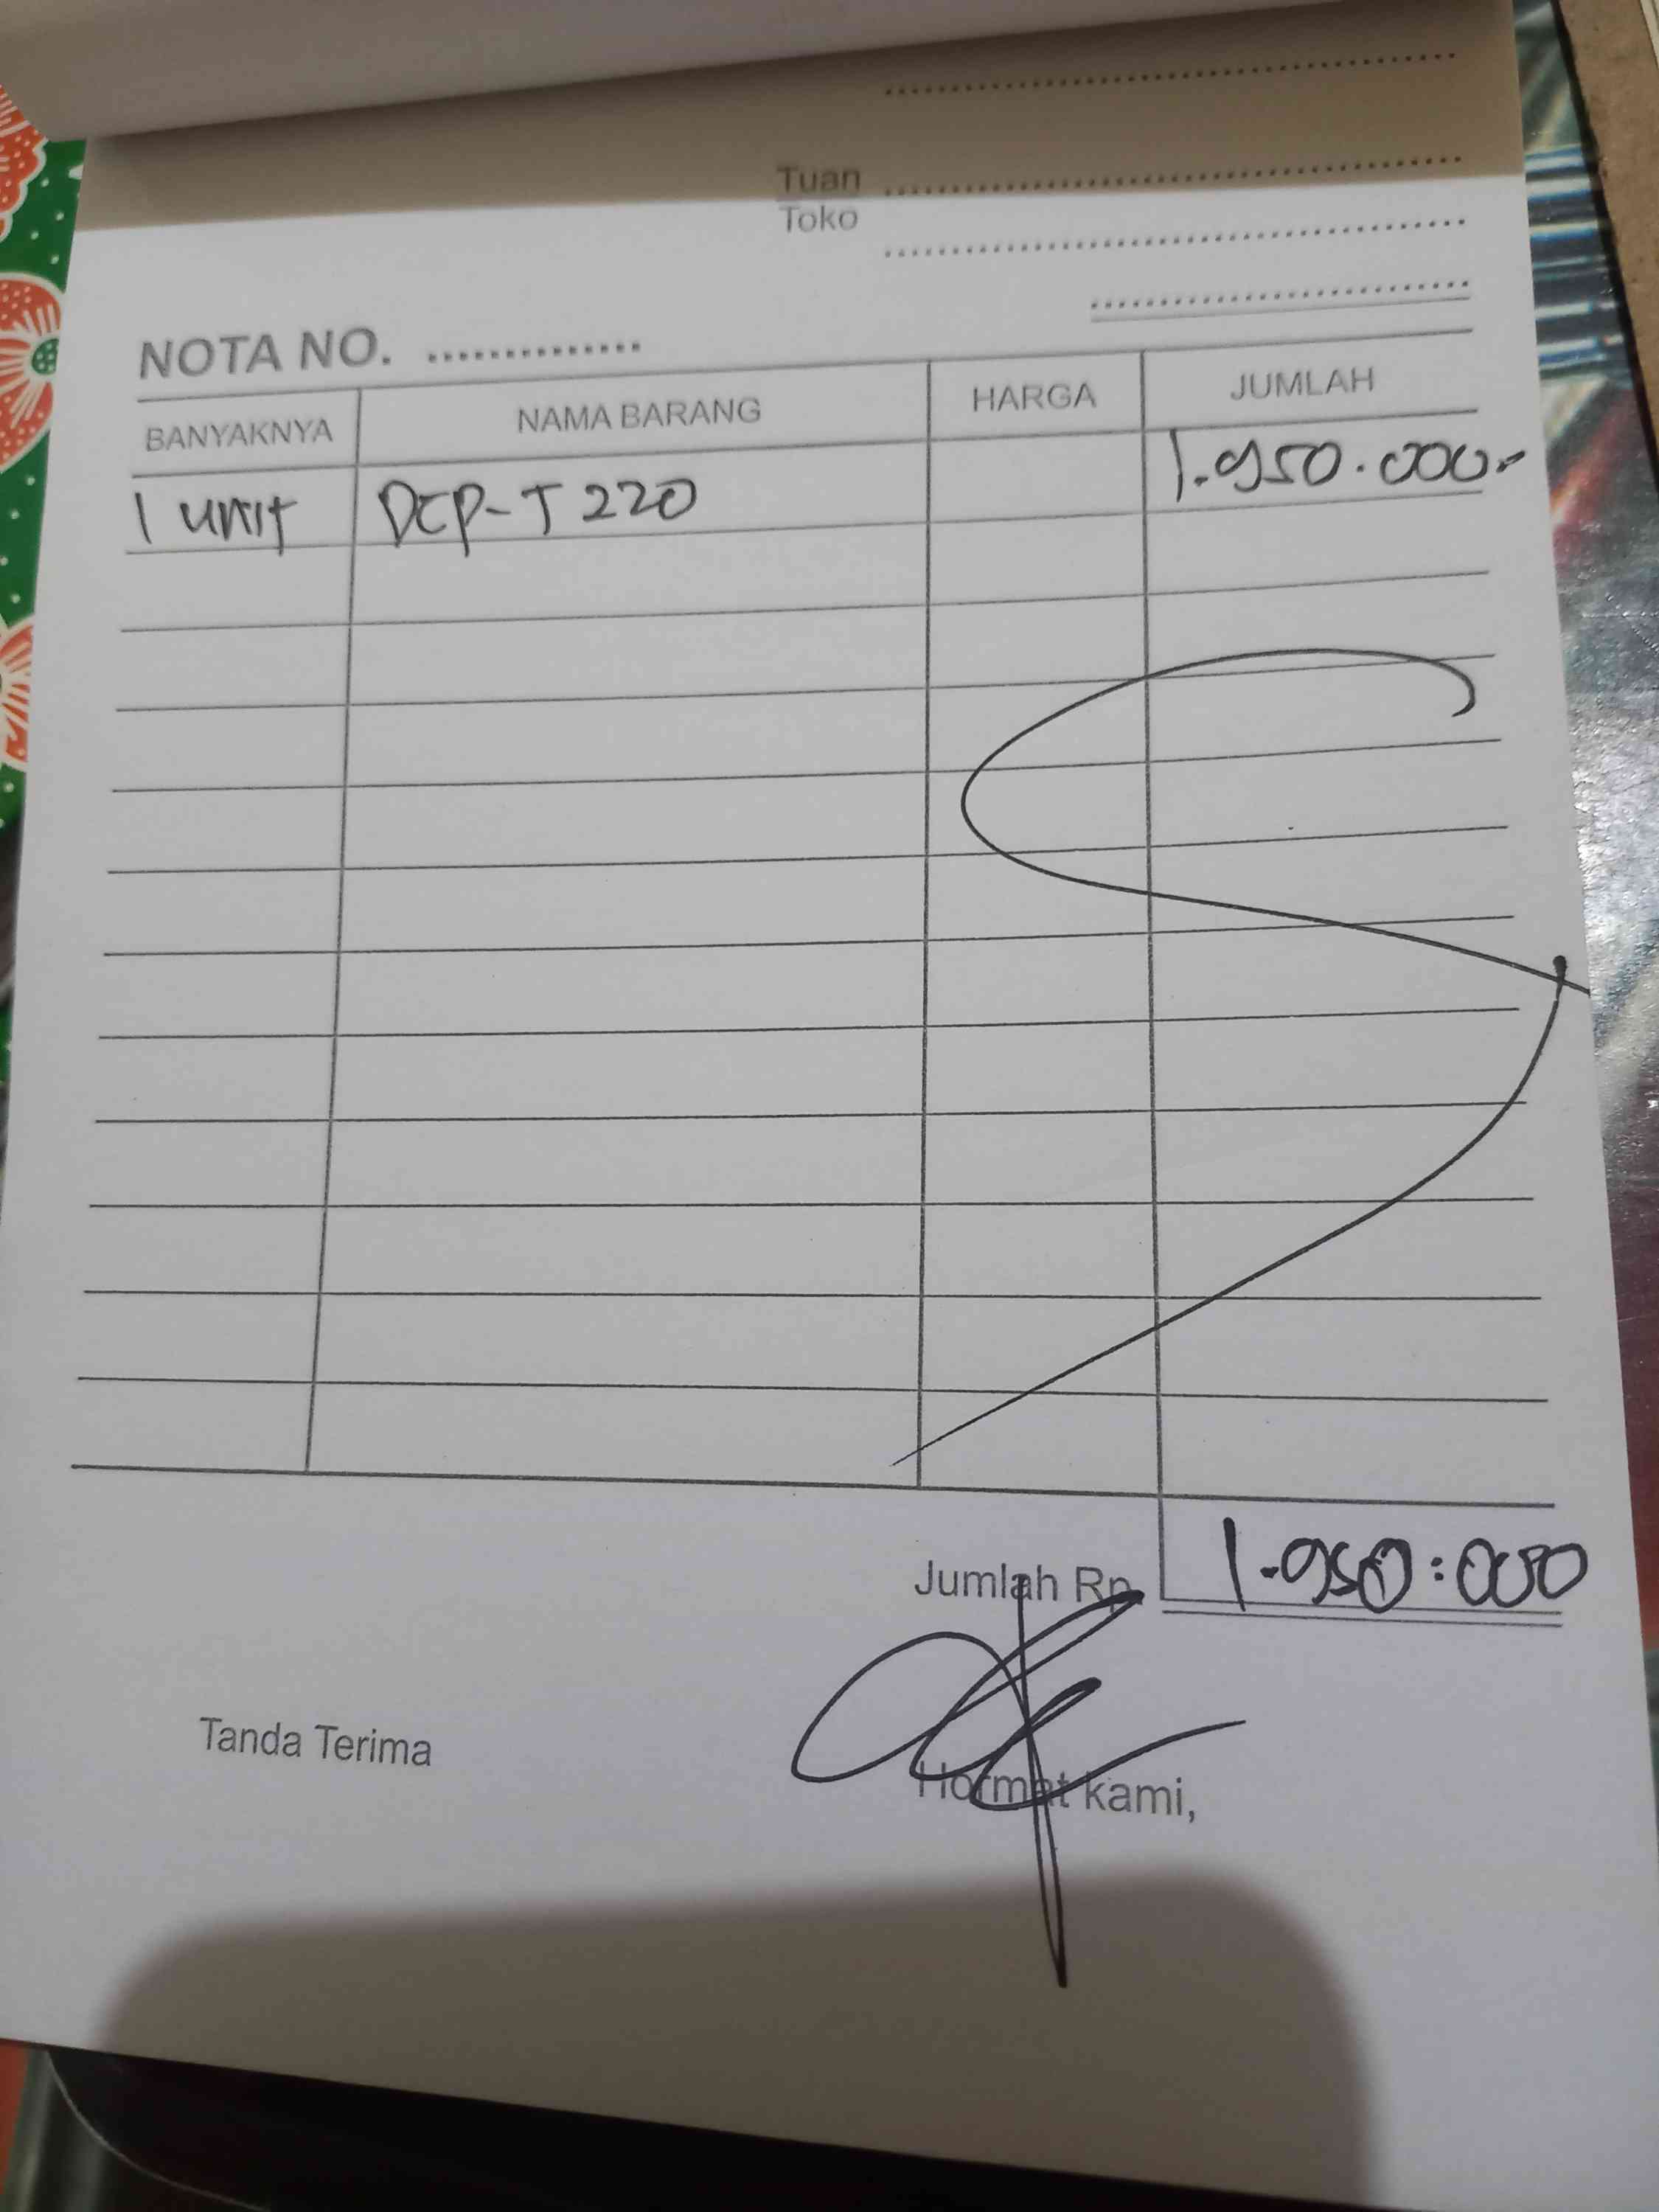 Tuan
Toko
NOTA NO. ..............
BANYAKNYA NAMA BARANG HARGA JUMLAH
1 unit DCP-T 220 1.950.000.-
Jumlah Rp. 1.950.000
Tanda Terima Hormat kami,